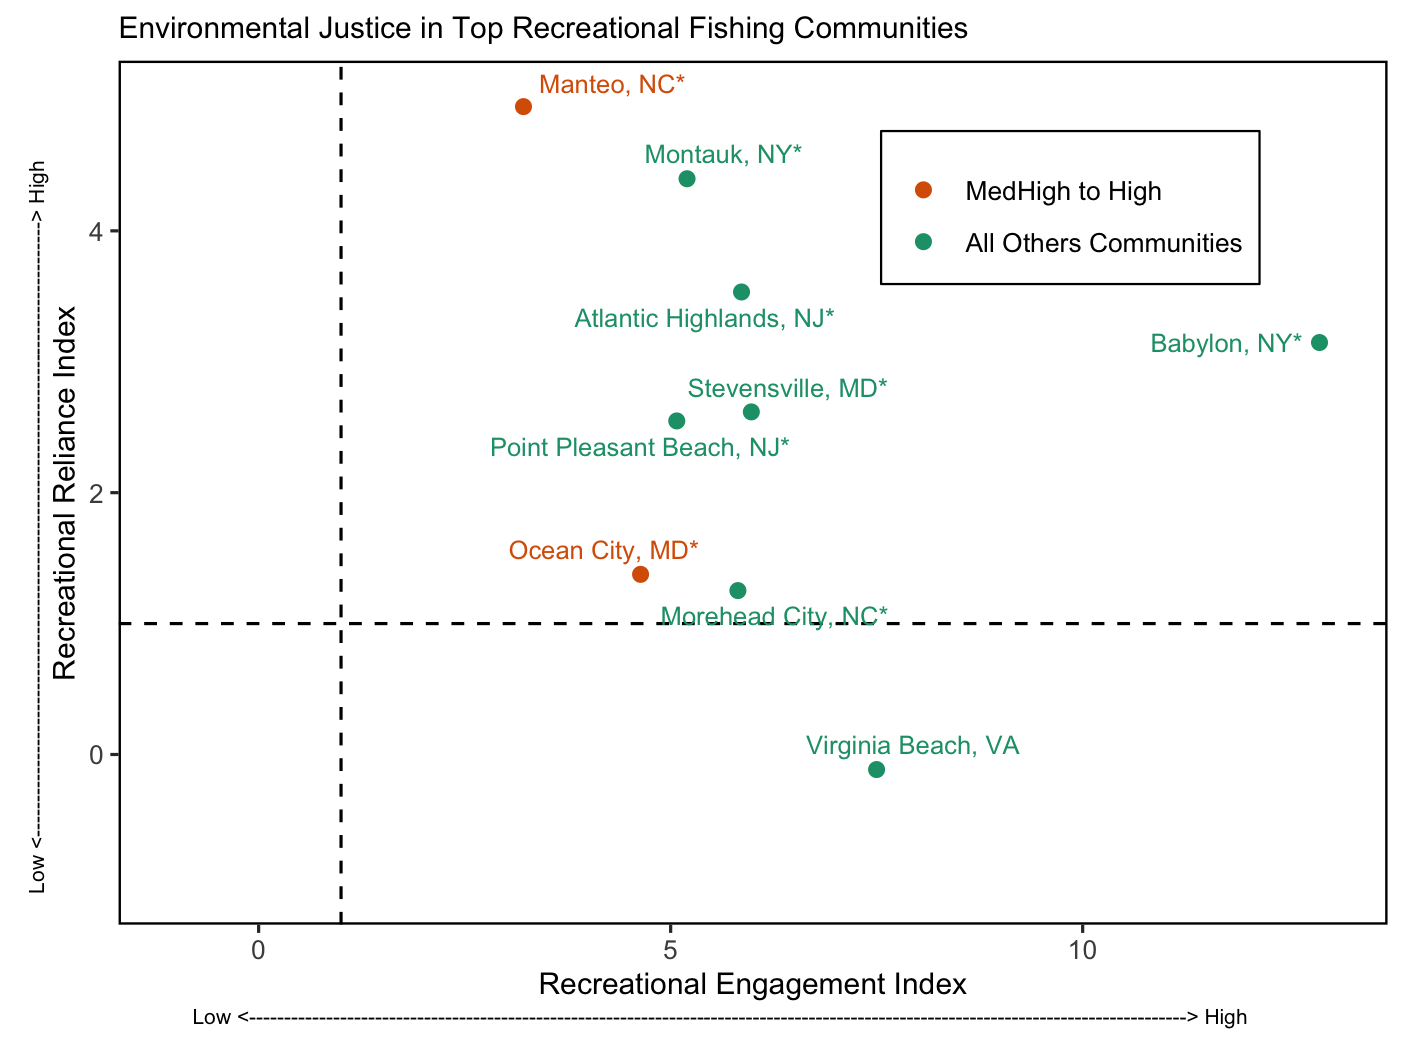 Environmental Justice in Top Recreational Fishing Communities
Manteo, NC*
Montauk, NY*
MedHigh to High
All Others Communities
Atlantic Highlands, NJ*
Babylon, NY*
Stevensville, MD*
Point Pleasant Beach, NJ*
Ocean City, MD*
Morehead City, NC*
Virginia Beach, VA
4
2
0
Recreational Reliance Index
Low <----------------------------------------------------------------------------------------> High
0 5 10
Recreational Engagement Index
Low <--------------------------------------------------------------------------------------------------------------------------------------> High